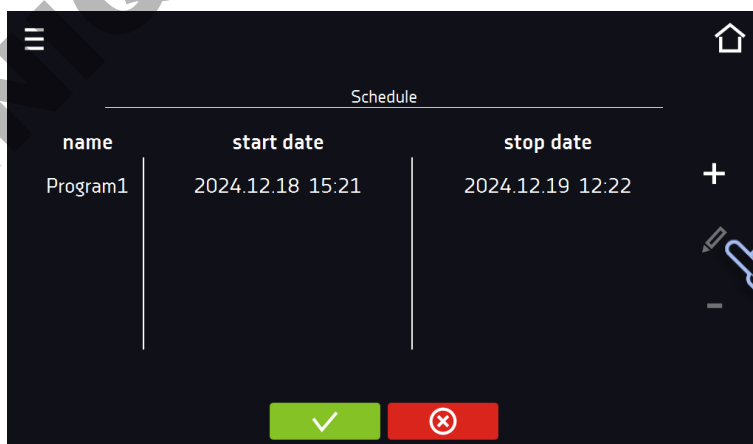 Schedule
name start date stop date
Program1 2024.12.18 15:21 2024.12.19 12:22